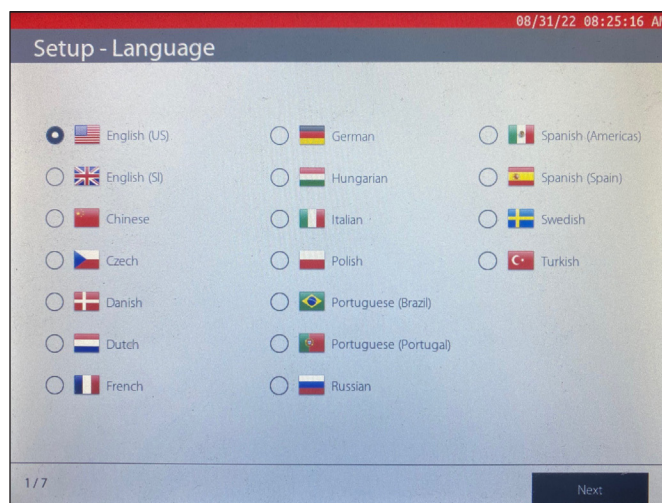 08/31/22 08:25:16 AM
Setup - Language
English (US)
English (SI)
Chinese
Czech
Danish
Dutch
French
German
Hungarian
Italian
Polish
Portuguese (Brazil)
Portuguese (Portugal)
Russian
Spanish (Americas)
Spanish (Spain)
Swedish
Turkish
1 / 7
Next